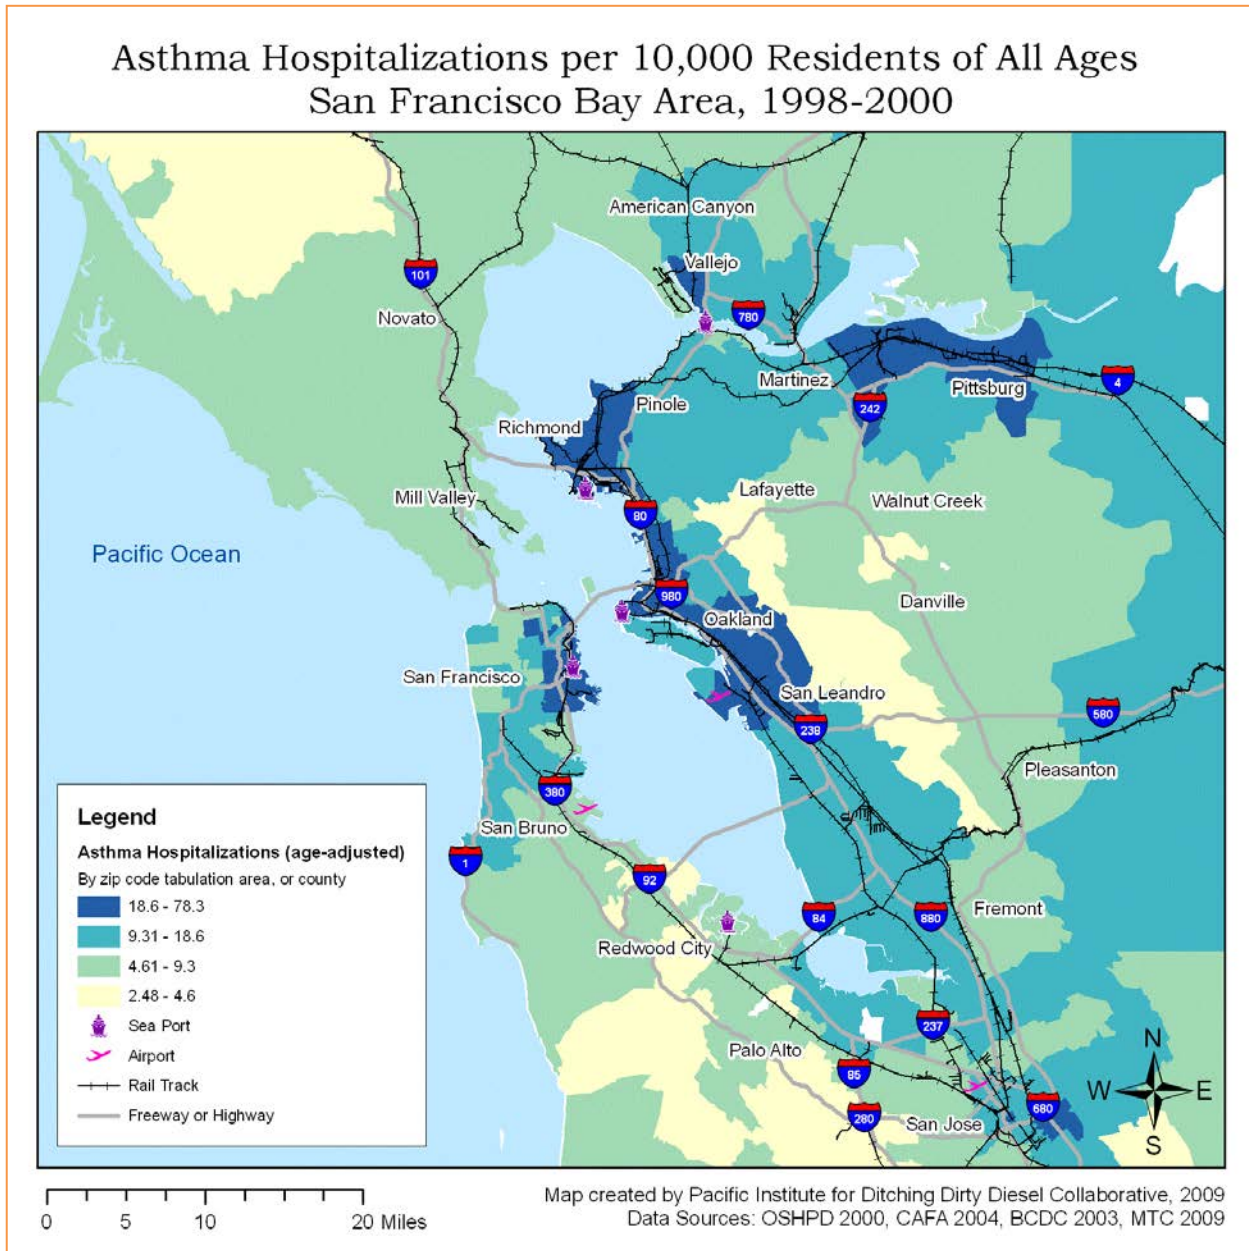 Asthma Hospitalizations per 10,000 Residents of All Ages
San Francisco Bay Area, 1998-2000
American Canyon
Vallejo
101
780
Novato
Martinez
4
Pittsburg
242
Pinole
Richmond
Lafayette
Mill Valley
Walnut Creek
80
Pacific Ocean
980
Danville
Oakland
San Francisco
San Leandro
580
238
Pleasanton
380
San Bruno
1
92
84
880
Fremont
Redwood City
237
Palo Alto
85
680
280
San Jose
Legend
Asthma Hospitalizations (age-adjusted)
By zip code tabulation area, or county
18.6 - 78.3
9.31 - 18.6
4.61 - 9.3
2.48 - 4.6
Sea Port
Airport
Rail Track
Freeway or Highway
N
W E
S
0 5 10 20 Miles
Map created by Pacific Institute for Ditching Dirty Diesel Collaborative, 2009
Data Sources: OSHPD 2000, CAFA 2004, BCDC 2003, MTC 2009